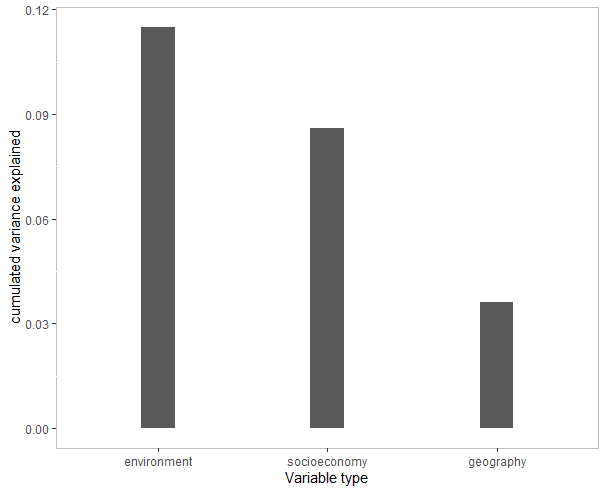 0.12
0.09
0.06
0.03
0.00
cumulated variance explained
environment
socioeconomy
geography
Variable type